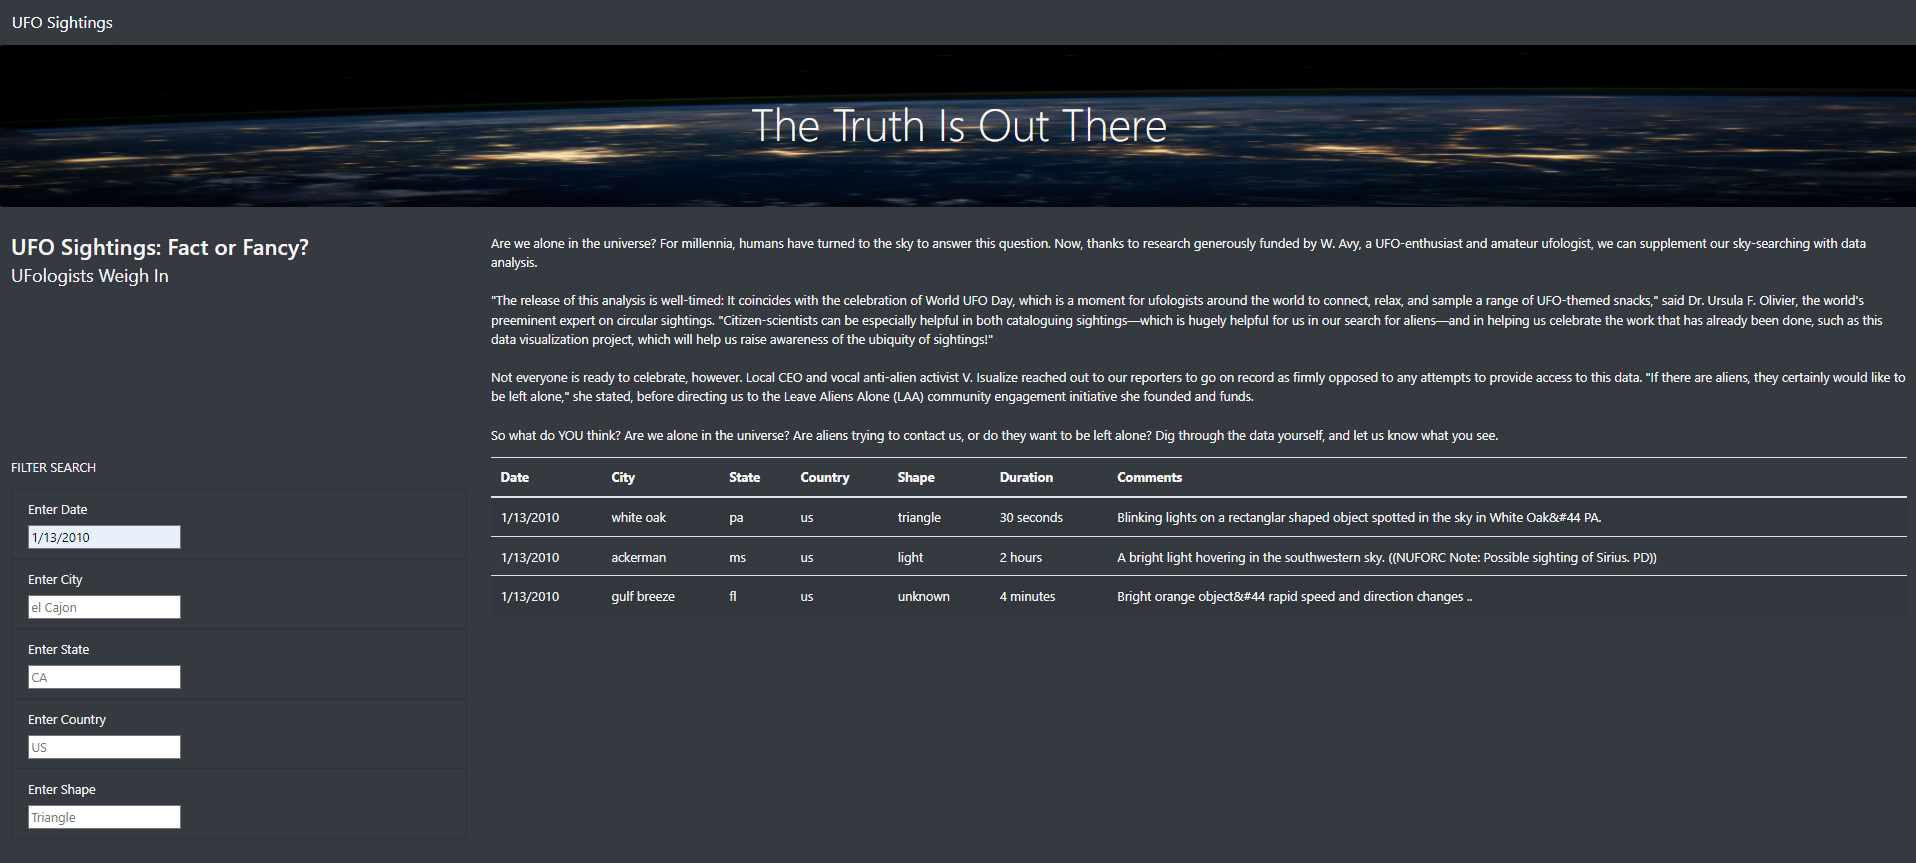 UFO Sightings
The Truth Is Out There
UFO Sightings: Fact or Fancy?
UFologists Weigh In
Are we alone in the universe? For millennia, humans have turned to the sky to answer this question. Now, thanks to research generously funded by W. Avy, a UFO-enthusiast and amateur ufologist, we can supplement our sky-searching with data
analysis.
"The release of this analysis is well-timed: It coincides with the celebration of World UFO Day, which is a moment for ufologists around the world to connect, relax, and sample a range of UFO-themed snacks," said Dr. Ursula F. Olivier, the world's
preeminent expert on circular sightings. "Citizen-scientists can be especially helpful in both cataloguing sightings—which is hugely helpful for us in our search for aliens—and in helping us celebrate the work that has already been done, such as this
data visualization project, which will help us raise awareness of the ubiquity of sightings!"
Not everyone is ready to celebrate, however. Local CEO and vocal anti-alien activist V. Isualize reached out to our reporters to go on record as firmly opposed to any attempts to provide access to this data. "If there are aliens, they certainly would like to
be left alone," she stated, before directing us to the Leave Aliens Alone (LAA) community engagement initiative she founded and funds.
So what do YOU think? Are we alone in the universe? Are aliens trying to contact us, or do they want to be left alone? Dig through the data yourself, and let us know what you see.
FILTER SEARCH
Enter Date
1/13/2010
Enter City
el Cajon
Enter State
CA
Enter Country
US
Enter Shape
Triangle
Date City State Country Shape Duration Comments
1/13/2010 white oak pa us triangle 30 seconds Blinking lights on a rectanglar shaped object spotted in the sky in White Oak&#44 PA.
1/13/2010 ackerman ms us light 2 hours A bright light hovering in the southwestern sky. ((NUFORC Note: Possible sighting of Sirius. PD))
1/13/2010 gulf breeze fl us unknown 4 minutes Bright orange object&#44 rapid speed and direction changes ..